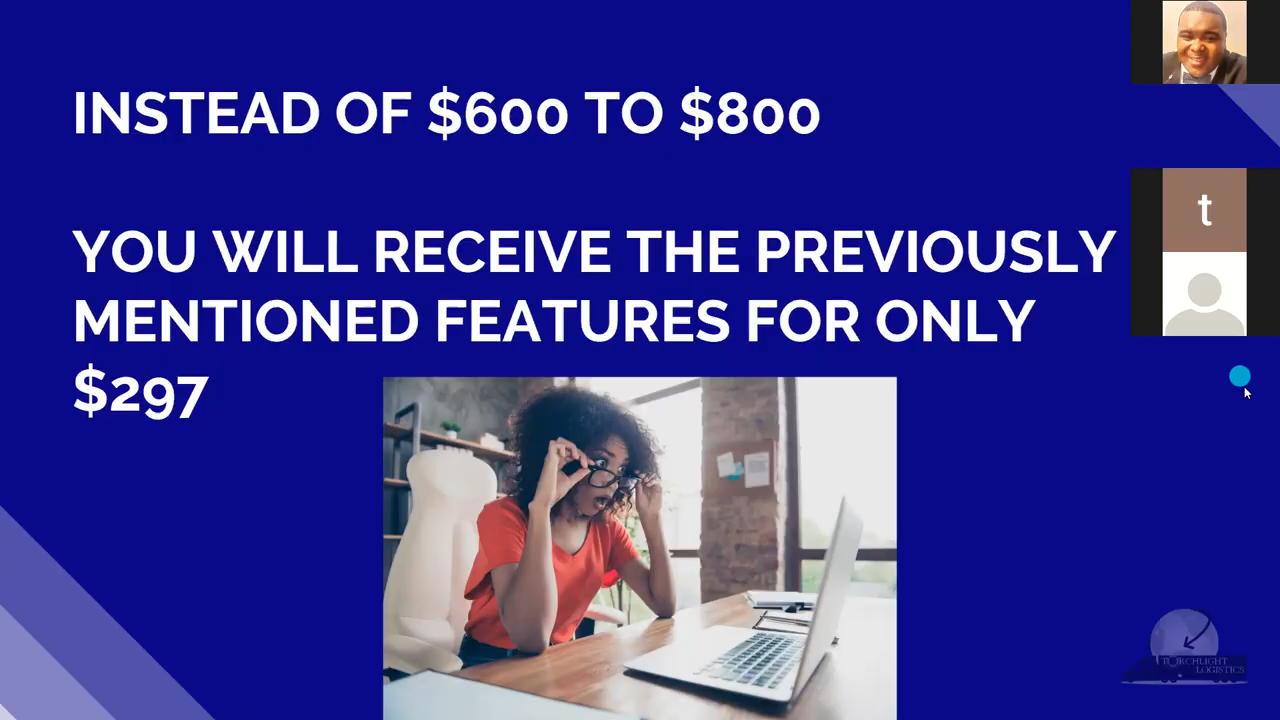 INSTEAD OF $600 TO $800
YOU WILL RECEIVE THE PREVIOUSLY
MENTIONED FEATURES FOR ONLY
$297
t
TORCHLIGHT
LOGISTICS